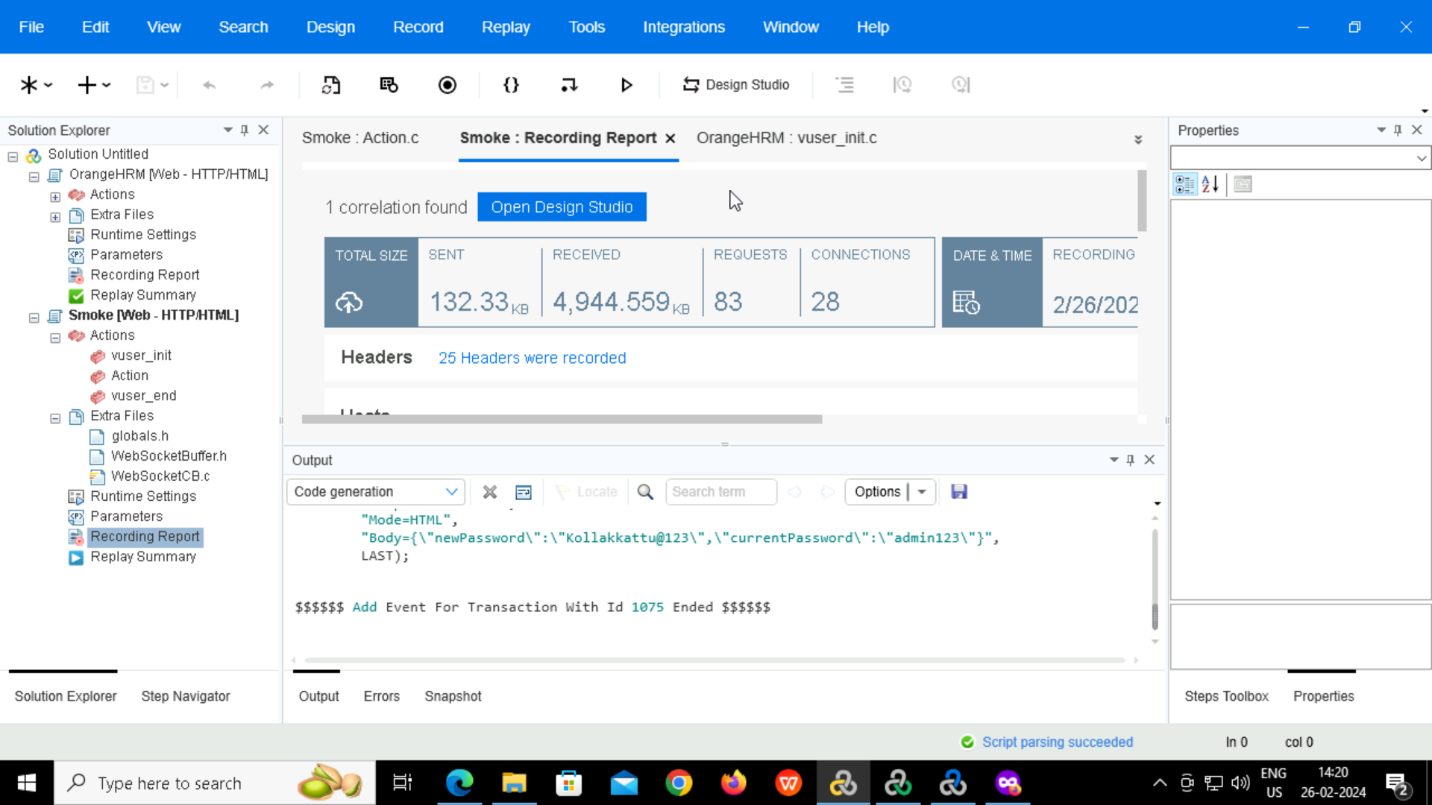 File Edit View Search Design Record Replay Tools Integrations Window Help
Design Studio
Solution Explorer
Solution Untitled
OrangeHRM [Web - HTTP/HTML]
Actions
Extra Files
Runtime Settings
Parameters
Recording Report
Replay Summary
Smoke [Web - HTTP/HTML]
Actions
vuser_init
Action
vuser_end
Extra Files
globals.h
WebSocketBuffer.h
WebSocketCB.c
Runtime Settings
Parameters
Recording Report
Replay Summary
Solution Explorer Step Navigator
Smoke : Action.c Smoke : Recording Report OrangeHRM : vuser_init.c
1 correlation found Open Design Studio
TOTAL SIZE SENT RECEIVED REQUESTS CONNECTIONS DATE & TIME RECORDING
132.33 KB 4,944.559 KB 83 28 2/26/202
Headers 25 Headers were recorded
Hosts
Output
Code generation Locate Search term Options
"Mode=HTML",
"Body={\"newPassword\":\"Kollakkattu@123\",\"currentPassword\":\"admin123\"}",
LAST);
$$$$$$ Add Event For Transaction With Id 1075 Ended $$$$$$
Output Errors Snapshot
Properties
Steps Toolbox Properties
Script parsing succeeded ln 0 col 0
Type here to search
ENG
US
14:20
26-02-2024
2